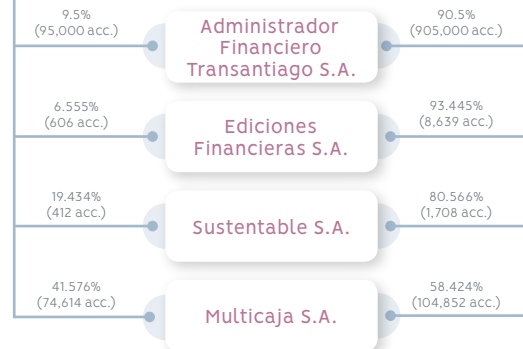 9.5%
(95,000 acc.)
Administrador
Financiero
Transantiago S.A.
90.5%
(905,000 acc.)
6.555%
(606 acc.)
Ediciones
Financieras S.A.
93.445%
(8,639 acc.)
19.434%
(412 acc.)
Sustentable S.A.
80.566%
(1,708 acc.)
41.576%
(74,614 acc.)
Multicaja S.A.
58.424%
(104,852 acc.)